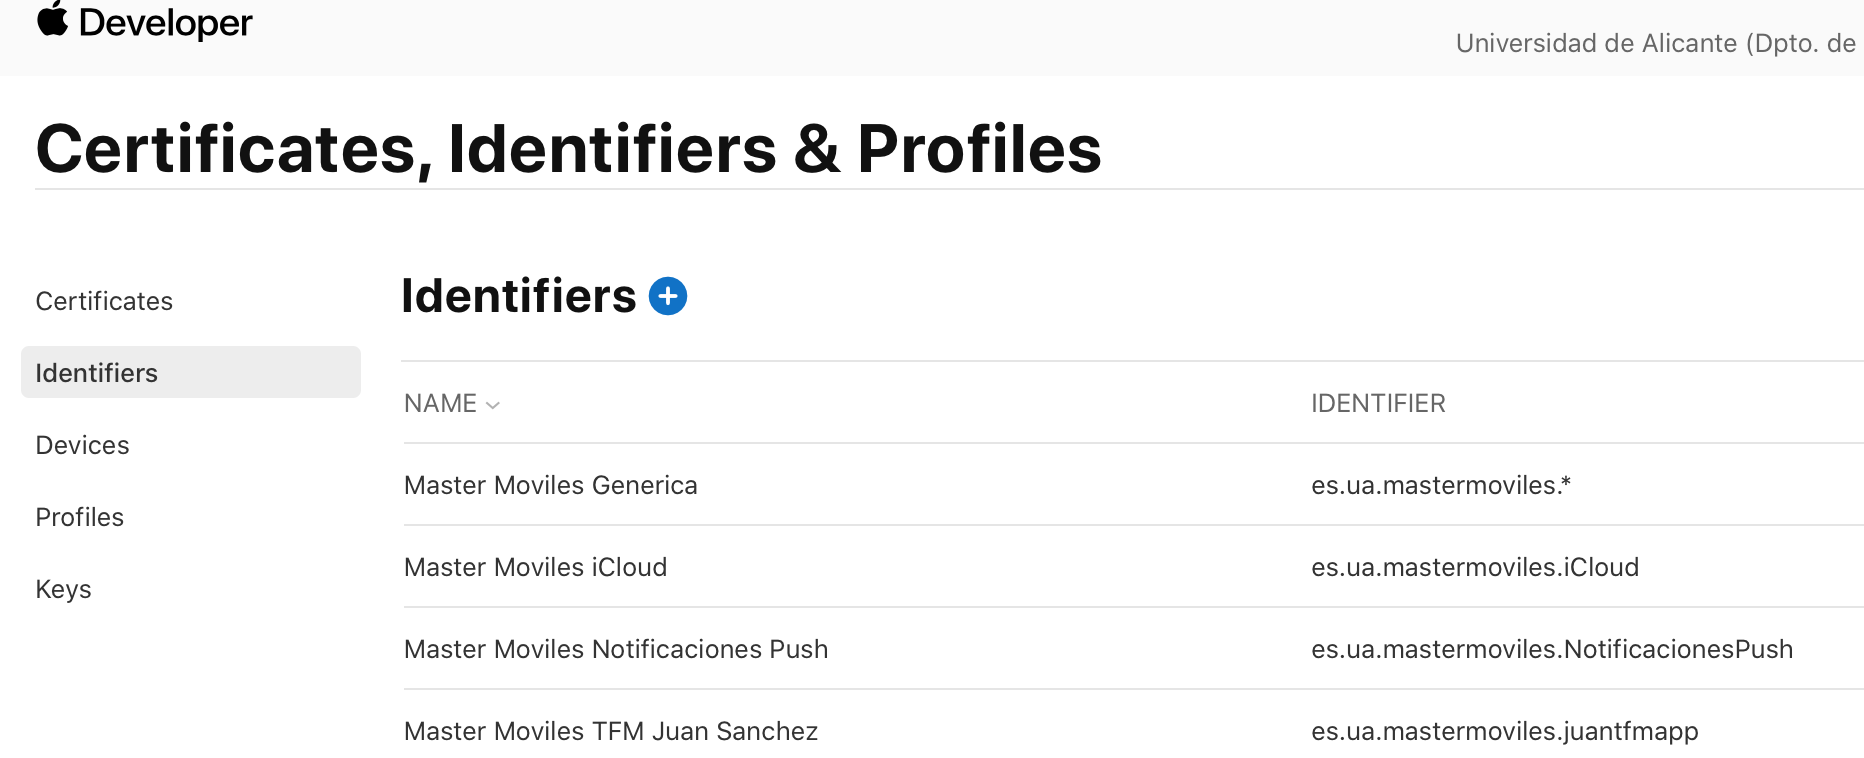 Developer
Universidad de Alicante (Dpto. de
Certificates, Identifiers & Profiles
Certificates
Identifiers
Devices
Profiles
Keys
Identifiers
NAME IDENTIFIER
Master Moviles Generica es.ua.mastermoviles.*
Master Moviles iCloud es.ua.mastermoviles.iCloud
Master Moviles Notificaciones Push es.ua.mastermoviles.NotificacionesPush
Master Moviles TFM Juan Sanchez es.ua.mastermoviles.juantfmapp